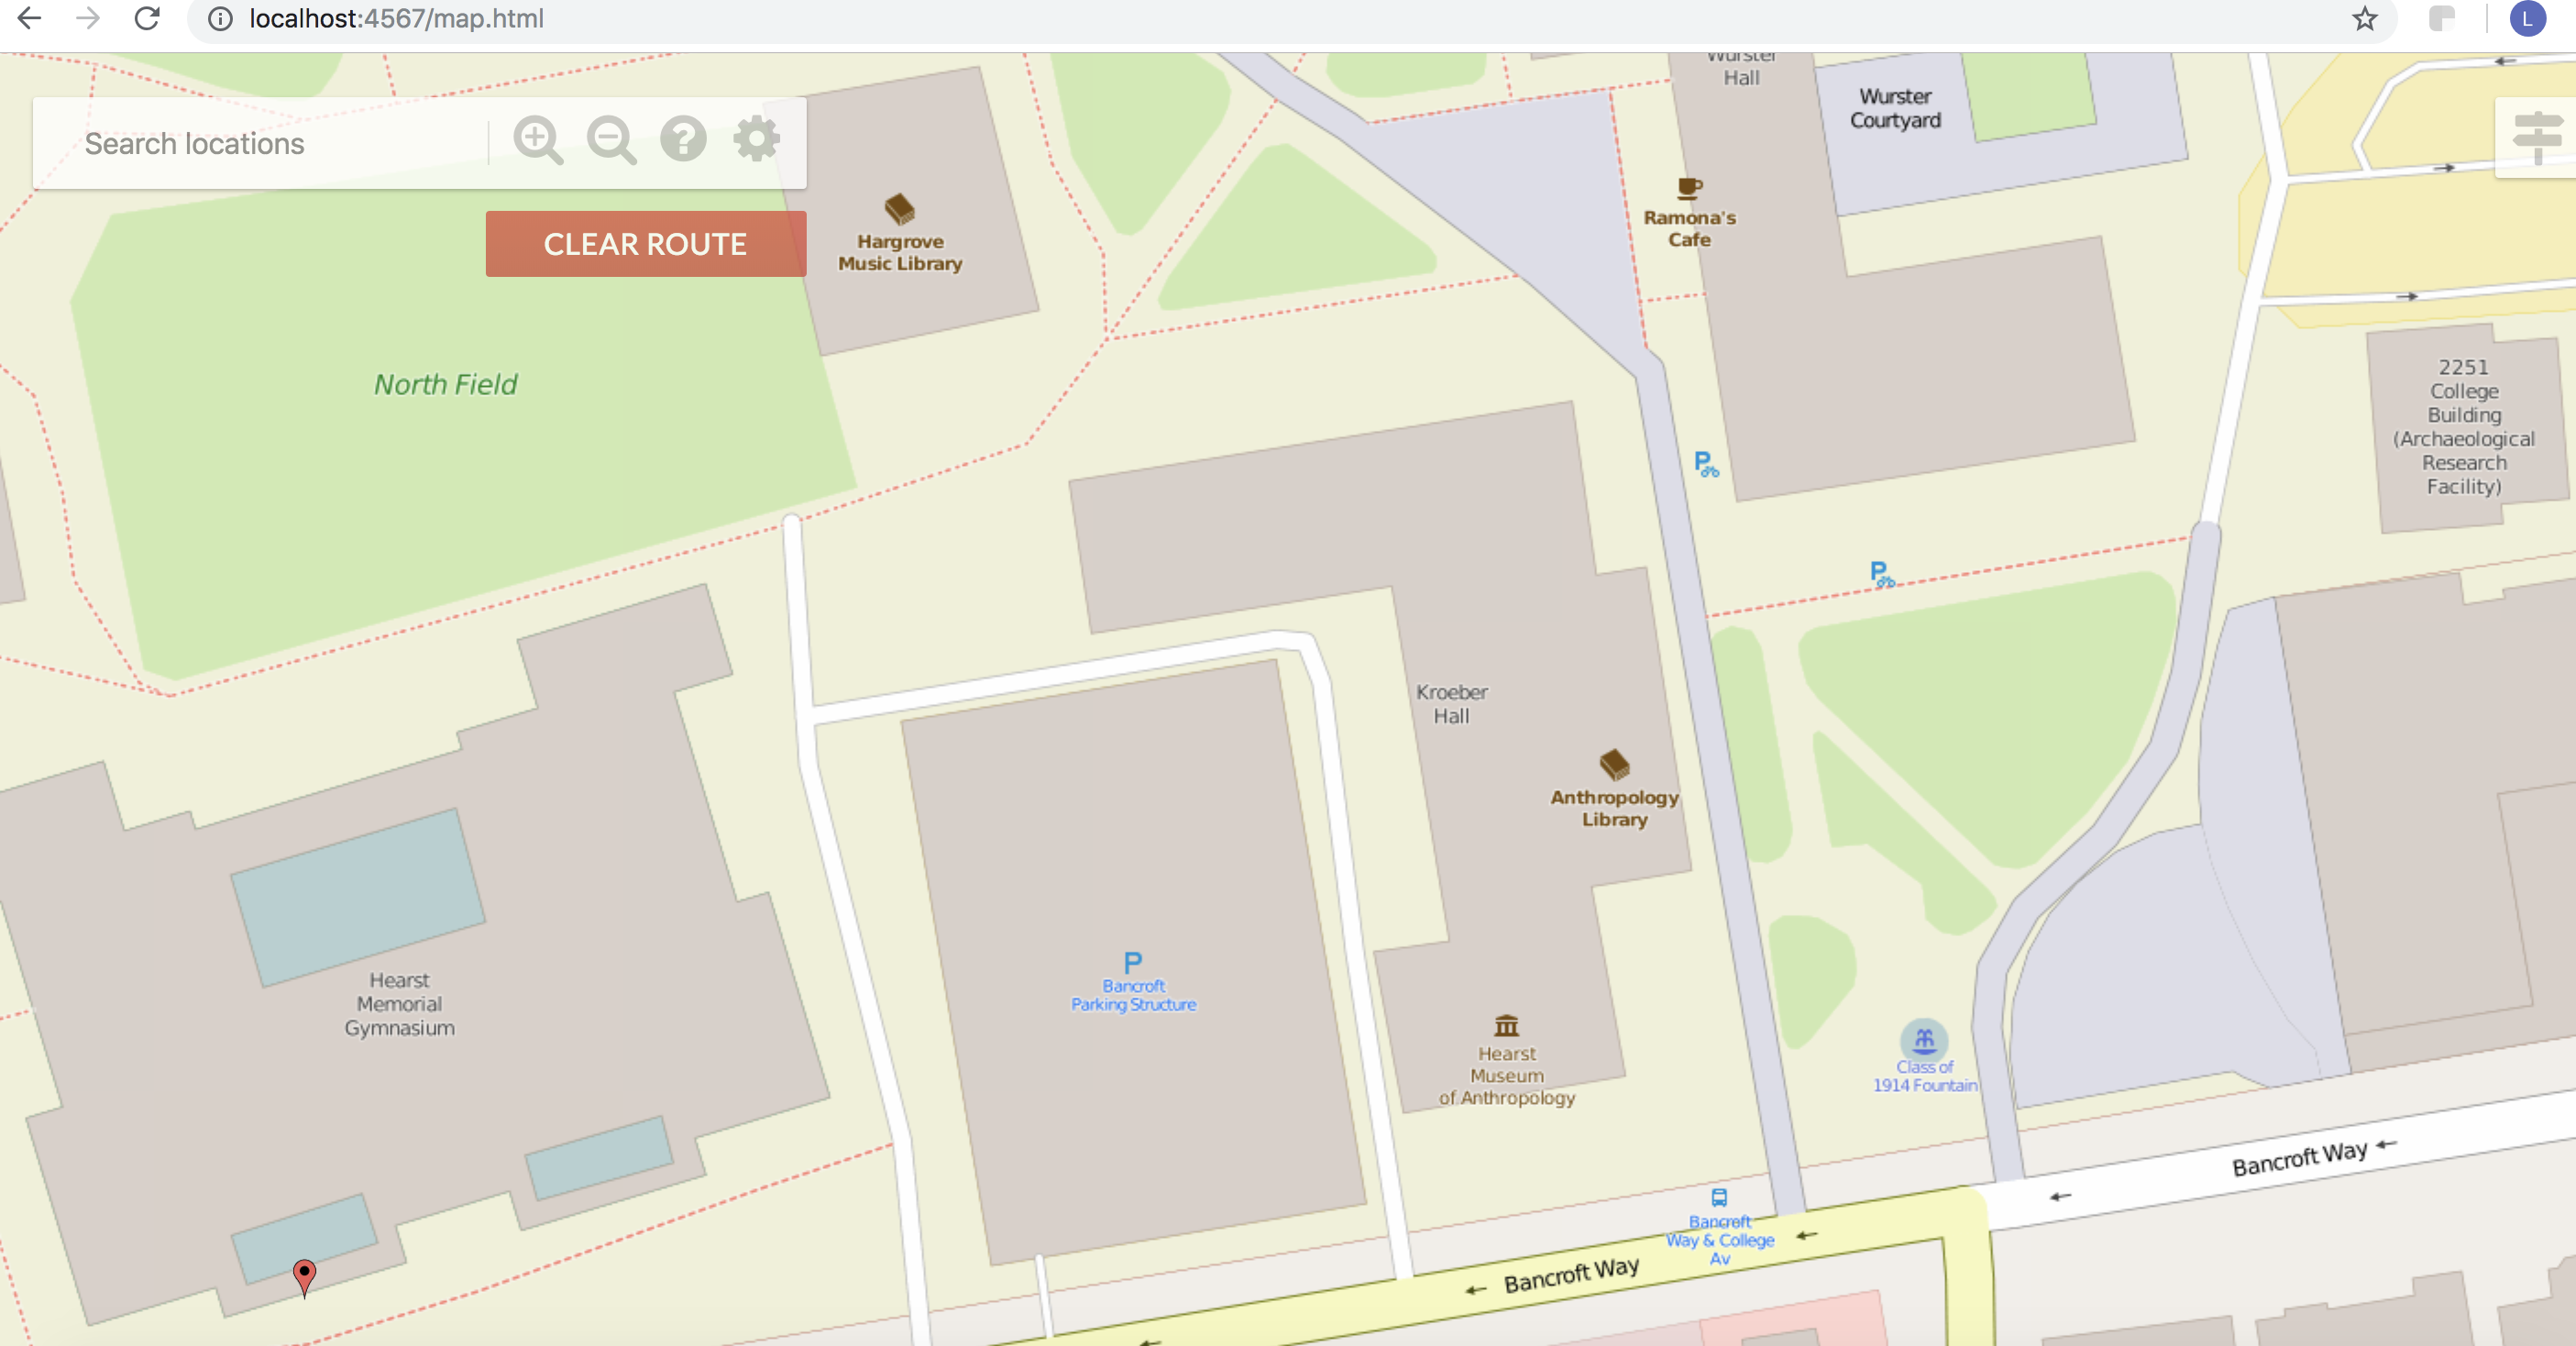 localhost:4567/map.html
L
Search locations
CLEAR ROUTE
Hargrove
Music Library
North Field
Wurster
Hall
Wurster
Courtyard
Ramona's
Cafe
2251
College
Building
(Archaeological
Research
Facility)
P
P
Kroeber
Hall
Anthropology
Library
Hearst
Memorial
Gymnasium
P
Bancroft
Parking Structure
Hearst
Museum
of Anthropology
Class of
1914 Fountain
Bancroft Way
Bancroft
Way & College
Av
Bancroft Way